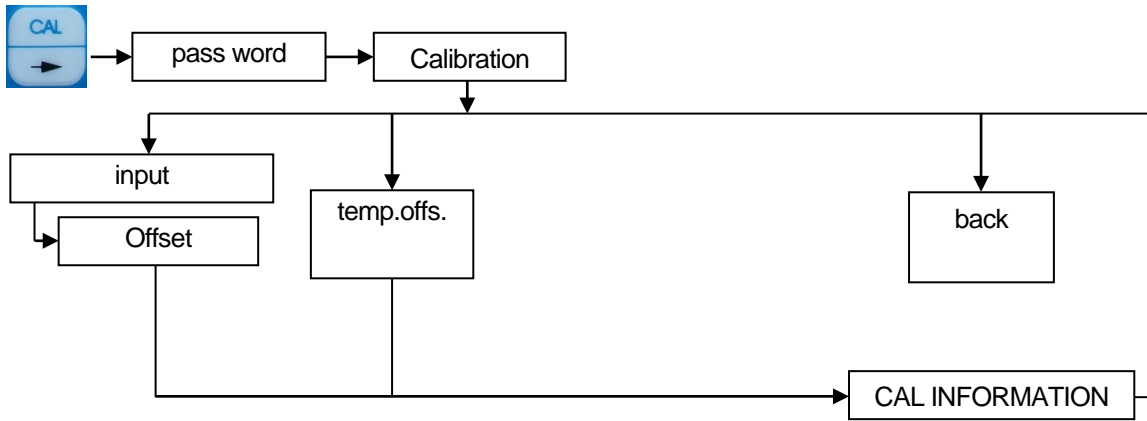 CAL
pass word
Calibration
input
Offset
temp.offs.
back
CAL INFORMATION